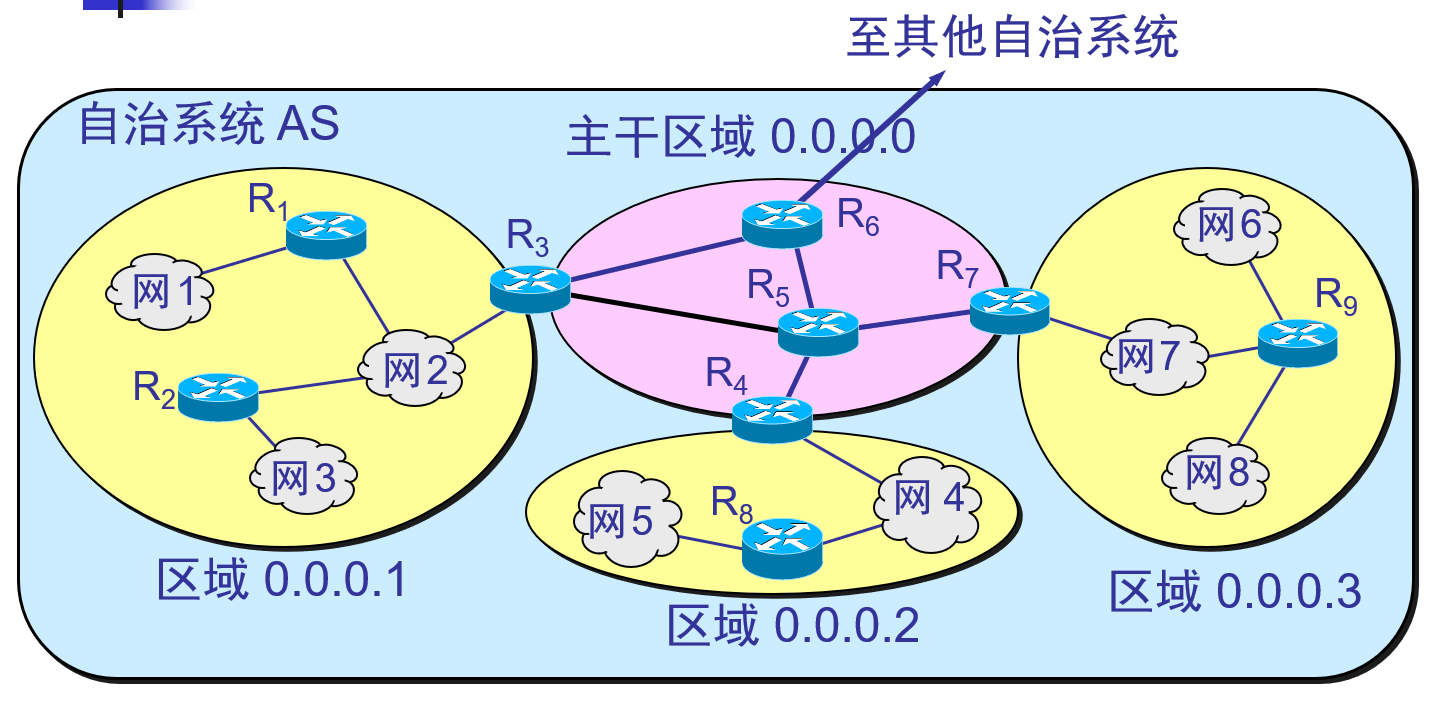 至其他自治系统
自治系统 AS
主干区域 0.0.0.0
R1
R3
R6
网6
R7
R5
R9
网1
网2
网7
R4
R2
网3
网8
R8
网4
网5
区域 0.0.0.1
区域 0.0.0.3
区域 0.0.0.2